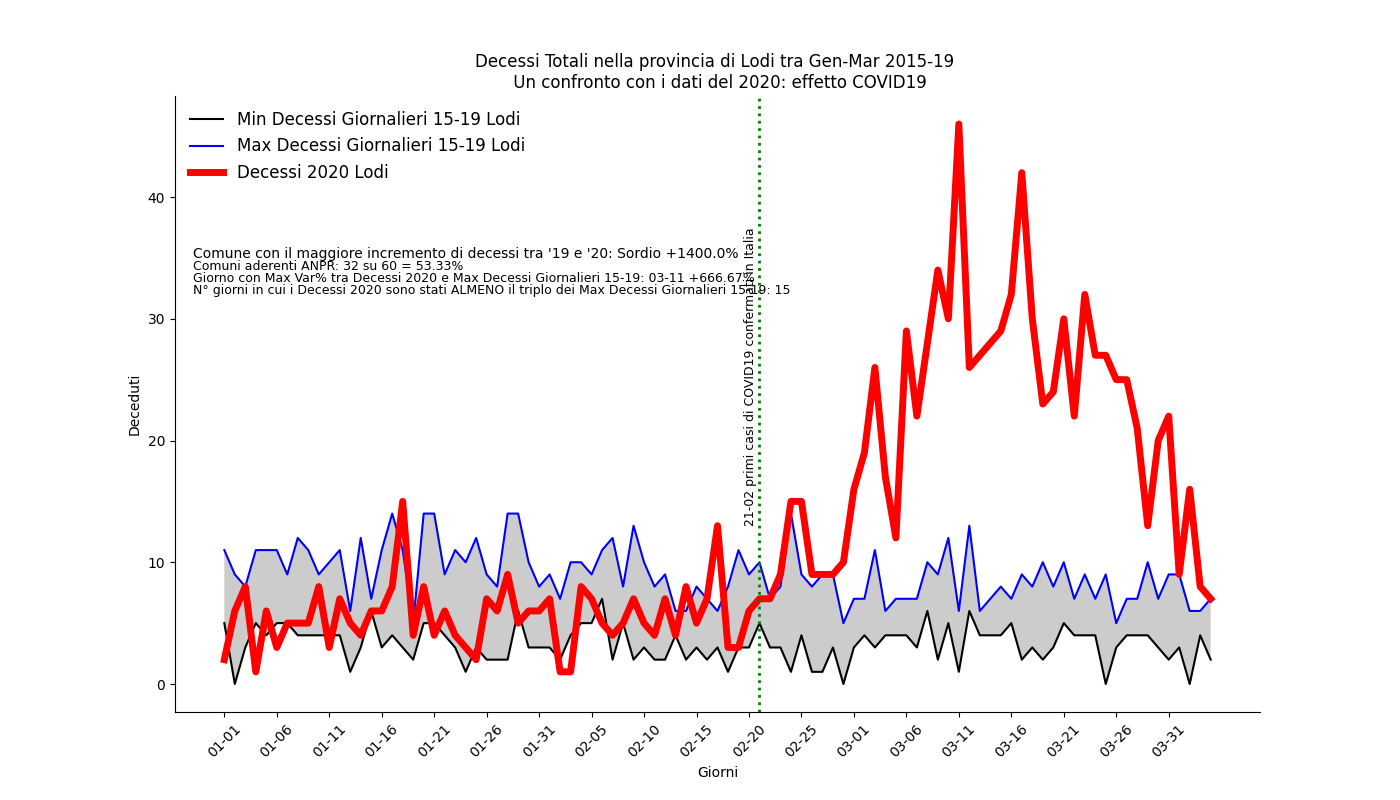 Decessi Totali nella provincia di Lodi tra Gen-Mar 2015-19
Un confronto con i dati del 2020: effetto COVID19
Min Decessi Giornalieri 15-19 Lodi
Max Decessi Giornalieri 15-19 Lodi
Decessi 2020 Lodi
Comune con il maggiore incremento di decessi tra '19 e '20: Sordio +1400.0%
Comuni aderenti ANPR: 32 su 60 = 53.33%
Giorno con Max Var% tra Decessi 2020 e Max Decessi Giornalieri 15-19: 03-11 +666.67%
N° giorni in cui i Decessi 2020 sono stati ALMENO il triplo dei Max Decessi Giornalieri 15-19: 15
21-02 primi casi di COVID19 confermati in Italia
Deceduti
40
30
20
10
0
01-01 01-06 01-11 01-16 01-21 01-26 01-31 02-05 02-10 02-15 02-20 02-25 03-01 03-06 03-11 03-16 03-21 03-26 03-31
Giorni